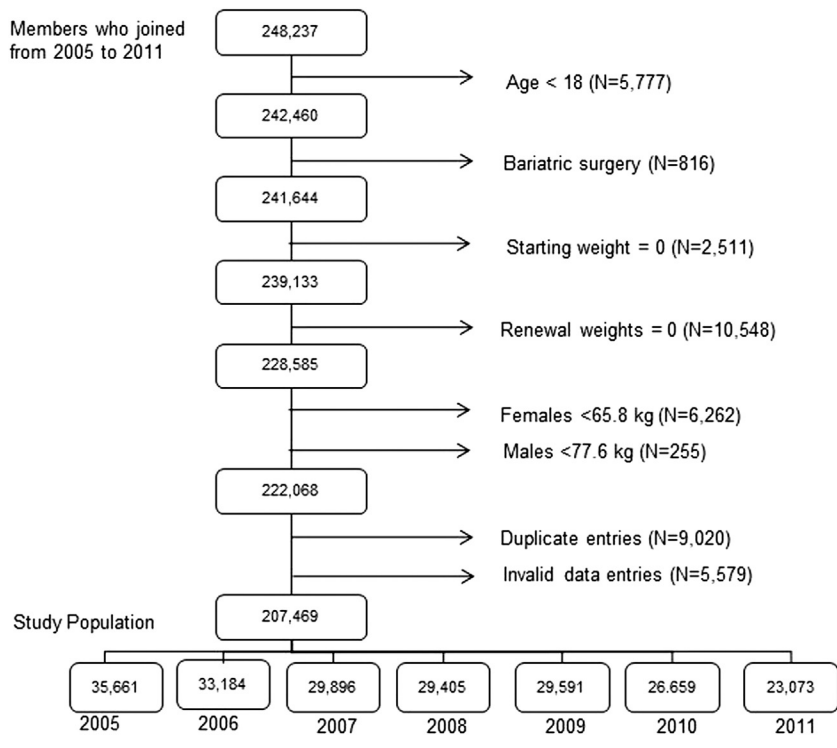 Members who joined
from 2005 to 2011
248,237
Age < 18 (N=5,777)
242,460
Bariatric surgery (N=816)
241,644
Starting weight = 0 (N=2,511)
239,133
Renewal weights = 0 (N=10,548)
228,585
Females <65.8 kg (N=6,262)
Males <77.6 kg (N=255)
222,068
Duplicate entries (N=9,020)
Invalid data entries (N=5,579)
207,469
Study Population
35,661 33,184 29,896 29,405 29,591 26.659 23,073
2005 2006 2007 2008 2009 2010 2011